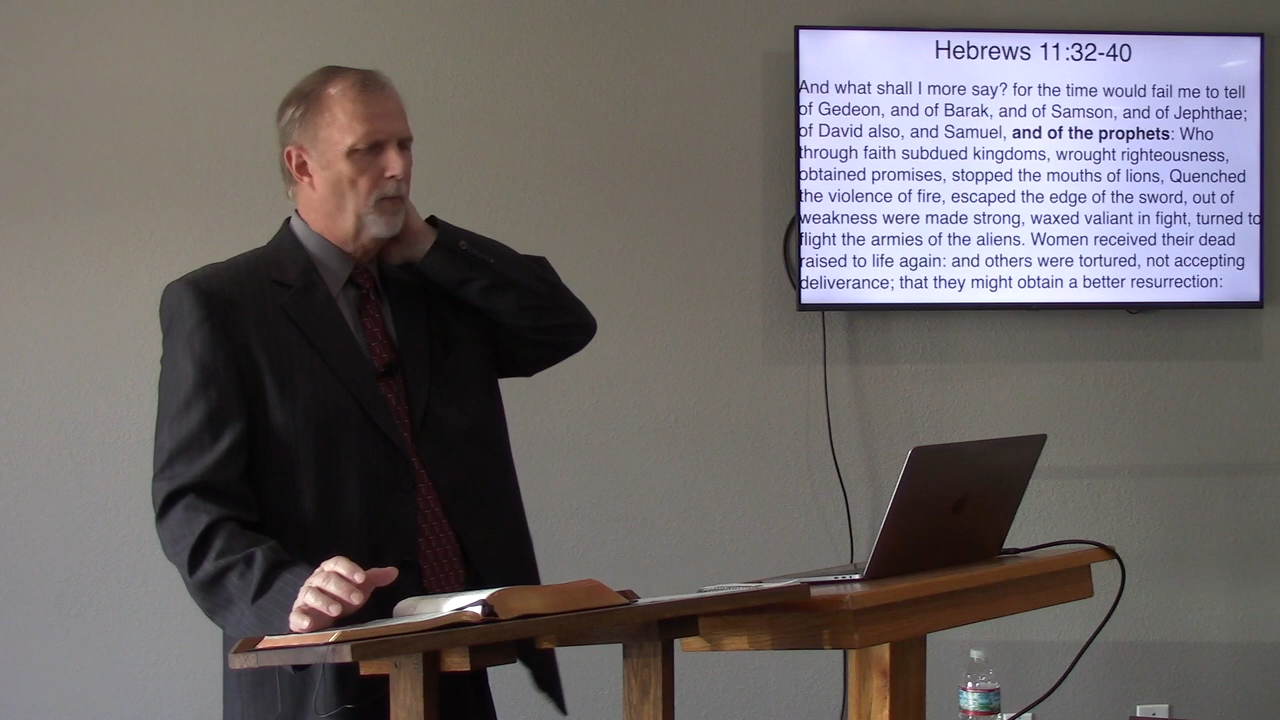 Hebrews 11:32-40
And what shall I more say? for the time would fail me to tell
of Gedeon, and of Barak, and of Samson, and of Jephthae;
of David also, and Samuel, and of the prophets: Who
through faith subdued kingdoms, wrought righteousness,
obtained promises, stopped the mouths of lions, Quenched
the violence of fire, escaped the edge of the sword, out of
weakness were made strong, waxed valiant in fight, turned to
flight the armies of the aliens. Women received their dead
raised to life again: and others were tortured, not accepting
deliverance; that they might obtain a better resurrection: